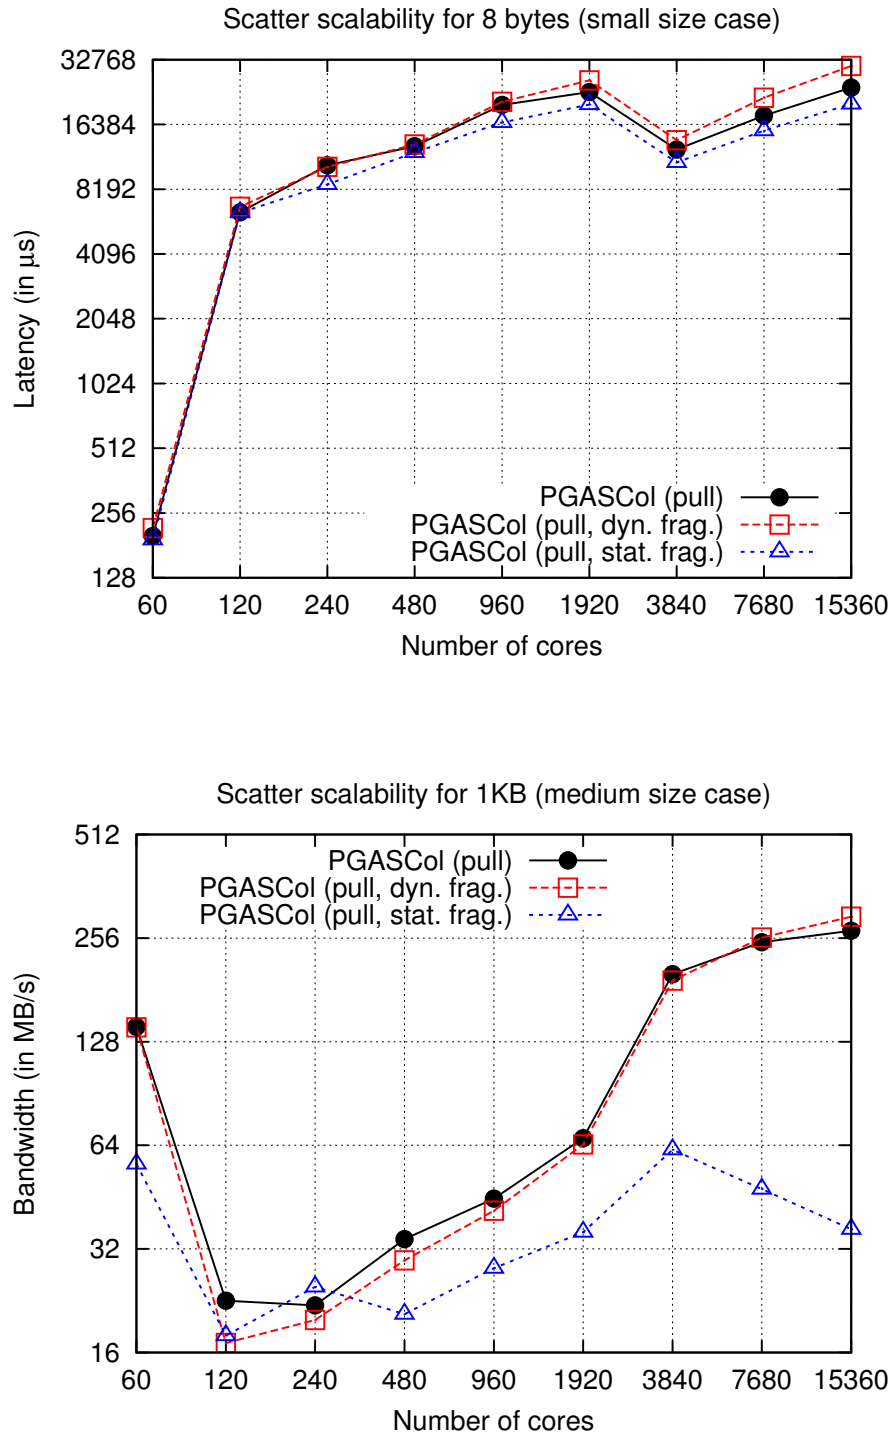 Scatter scalability for 8 bytes (small size case)
32768
16384
8192
4096
2048
1024
512
256
128
Latency (in μs)
PGASCol (pull)
PGASCol (pull, dyn. frag.)
PGASCol (pull, stat. frag.)
60 120 240 480 960 1920 3840 7680 15360
Number of cores
Scatter scalability for 1KB (medium size case)
512
256
128
64
32
16
Bandwidth (in MB/s)
PGASCol (pull)
PGASCol (pull, dyn. frag.)
PGASCol (pull, stat. frag.)
60 120 240 480 960 1920 3840 7680 15360
Number of cores